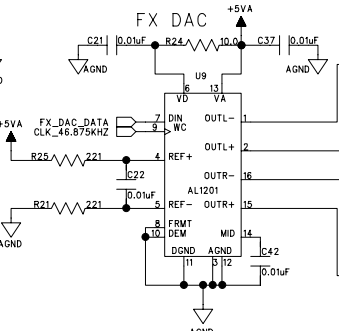 FX DAC
+5VA
C21 0.01uF R24 10.0 C37 0.01uF
AGND AGND AGND
U9
6 13
VD VA
+5VA
FX_DAC_DATA 7 DIN OUTL- 1
CLK_46.875KHZ 9 WC
OUTL+ 2
R25 221 4 REF+
C22 OUTR- 16
0.01uF AL1201
R21 221 5 REF- OUTR+ 15
AGND 8 FRMT
10 DEM MID 14
DGND AGND C42
11 3 12 0.01uF
AGND